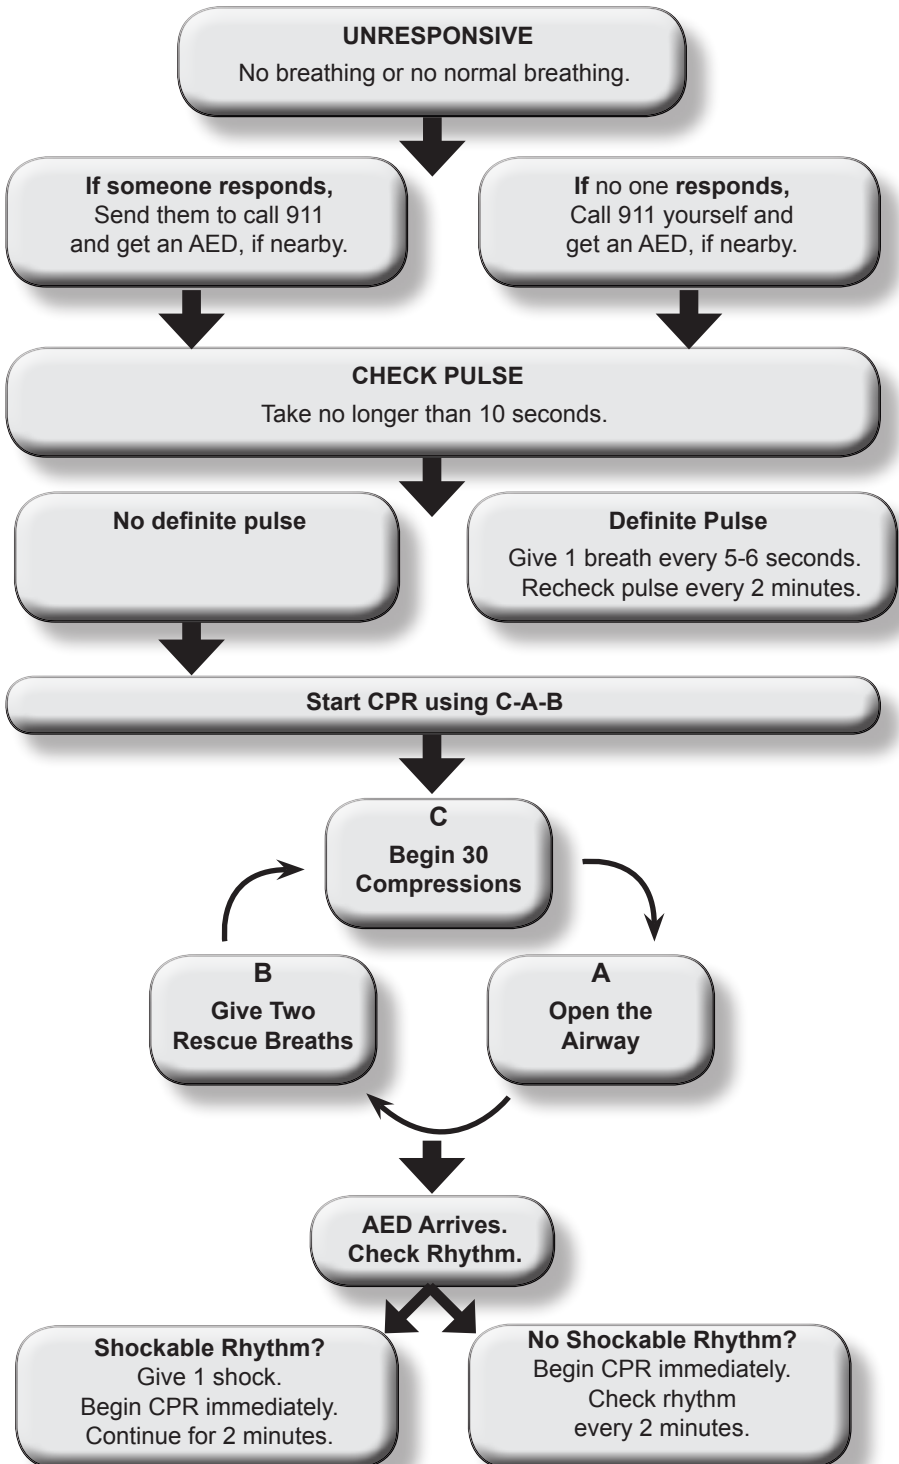 UNRESPONSIVE
No breathing or no normal breathing.
If someone responds,
Send them to call 911
and get an AED, if nearby.
If no one responds,
Call 911 yourself and
get an AED, if nearby.
CHECK PULSE
Take no longer than 10 seconds.
No definite pulse
Definite Pulse
Give 1 breath every 5-6 seconds.
Recheck pulse every 2 minutes.
Start CPR using C-A-B
C
Begin 30
Compressions
B
Give Two
Rescue Breaths
A
Open the
Airway
AED Arrives.
Check Rhythm.
Shockable Rhythm?
Give 1 shock.
Begin CPR immediately.
Continue for 2 minutes.
No Shockable Rhythm?
Begin CPR immediately.
Check rhythm
every 2 minutes.